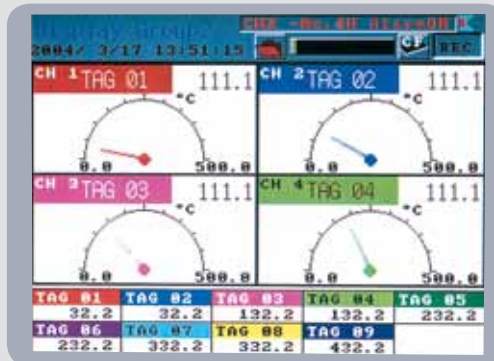 Display Group:
2004/ 3/17 13:51:15 REC
CH 1 TAG 01 111.1 °C
0.0 500.0
CH 2 TAG 02 111.1 °C
0.0 500.0
CH 3 TAG 03 111.1 °C
0.0 500.0
CH 4 TAG 04 111.1 °C
0.0 500.0
TAG 01 TAG 02 TAG 03 TAG 04 TAG 05
32.2 32.2 132.2 132.2 232.2
TAG 06 TAG 07 TAG 08 TAG 09
232.2 332.2 332.2 432.2